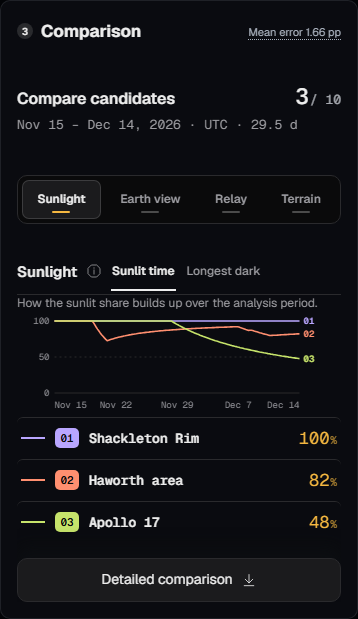 3 Comparison Mean error 1.66 pp
Compare candidates 3 / 10
Nov 15 – Dec 14, 2026 · UTC · 29.5 d
Sunlight Earth view Relay Terrain
Sunlight Sunlit time Longest dark
How the sunlit share builds up over the analysis period.
100 01
02
50 03
0
Nov 15 Nov 22 Nov 29 Dec 7 Dec 14
01 Shackleton Rim 100%
02 Haworth area 82%
03 Apollo 17 48%
Detailed comparison ↓